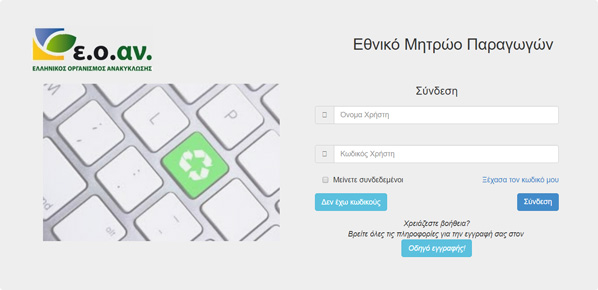 ε.ο.αν.
ΕΛΛΗΝΙΚΟΣ ΟΡΓΑΝΙΣΜΟΣ ΑΝΑΚΥΚΛΩΣΗΣ
Εθνικό Μητρώο Παραγωγών
Σύνδεση
Όνομα Χρήστη
Κωδικός Χρήστη
Μείνετε συνδεδεμένοι
Ξέχασα τον κωδικό μου
Δεν έχω κωδικούς
Σύνδεση
Χρειάζεστε βοήθεια?
Βρείτε όλες τις πληροφορίες για την εγγραφή σας στον
Οδηγό εγγραφής!
L
P